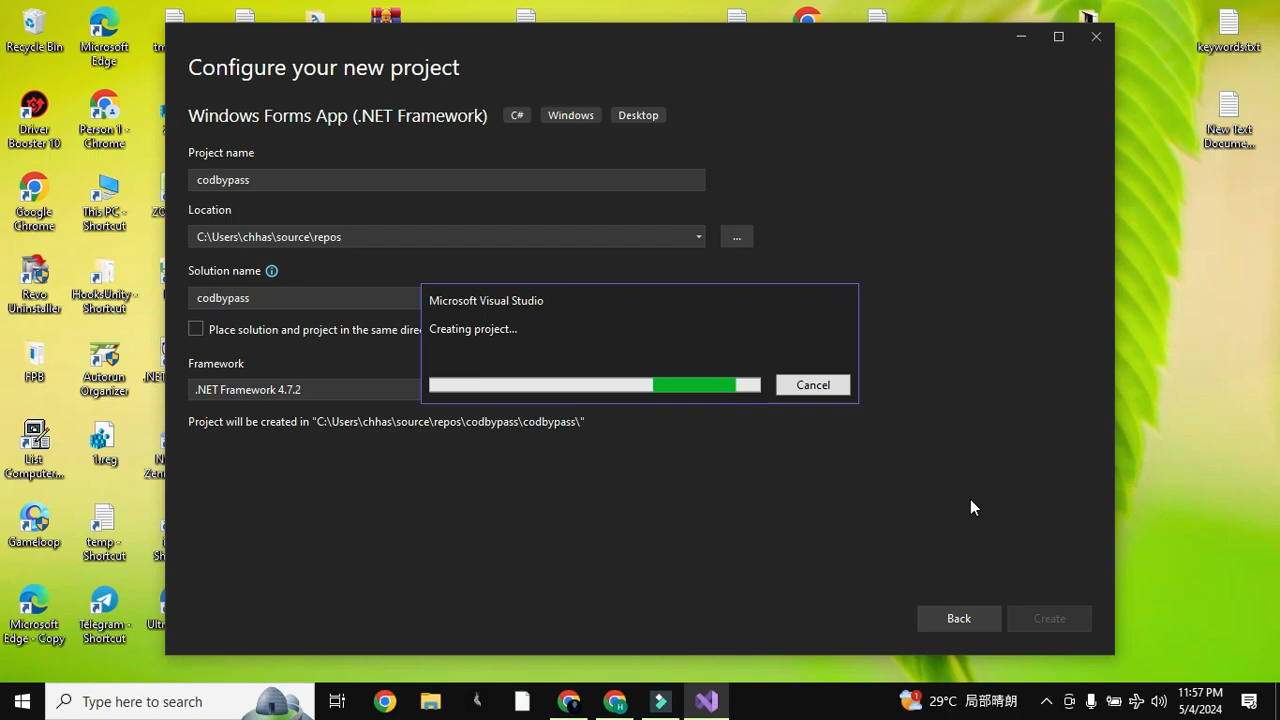 Recycle Bin
Microsoft
Edge
keywords.txt
Driver
Booster 10
Person 1 -
Chrome
New Text
Docume...
Google
Chrome
This PC -
Shortcut
Revo
Uninstaller
HooksUnity -
Shortcut
FPB
Autorun
Organizer
List
Computer...
1.reg
Gameloop
temp -
Shortcut
Microsoft
Edge - Copy
Telegram -
Shortcut
Configure your new project
Windows Forms App (.NET Framework)
C#
Windows
Desktop
Project name
codbypass
Location
C:\Users\chhas\source\repos
...
Solution name
codbypass
Place solution and project in the same dire
Framework
.NET Framework 4.7.2
Project will be created in "C:\Users\chhas\source\repos\codbypass\codbypass\"
Microsoft Visual Studio
Creating project...
Cancel
Back
Create
Type here to search
29°C 局部晴朗
11:57 PM
5/4/2024